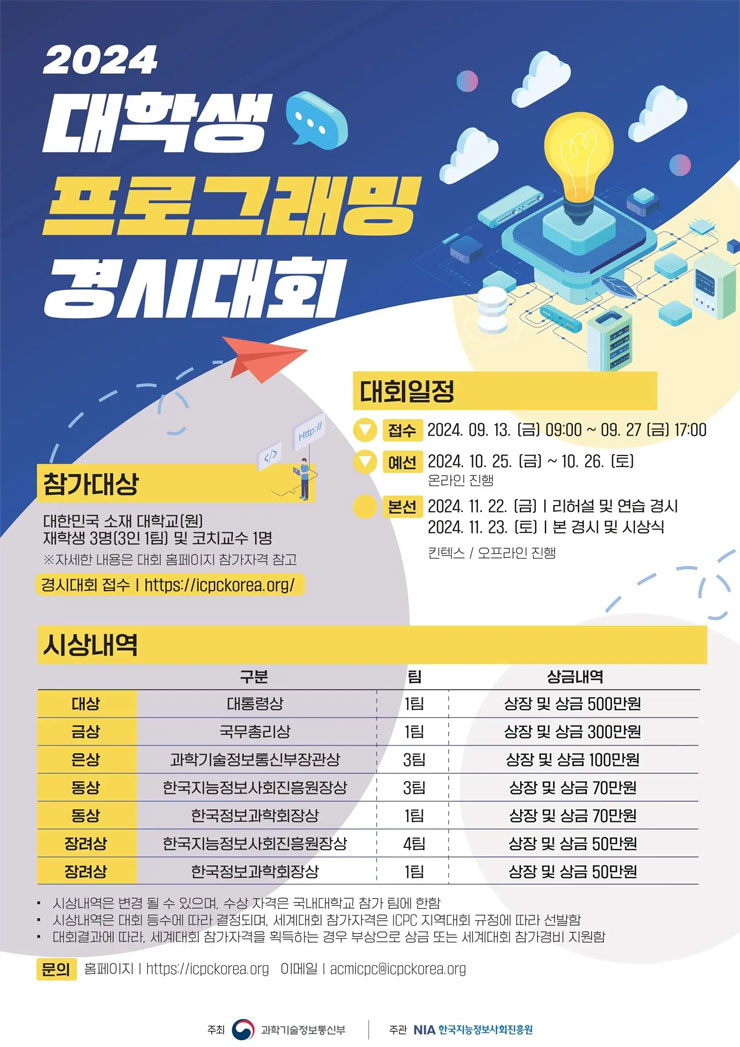 2024
대학생
프로그래밍
경시대회
Http://
</>
대회일정
접수 2024. 09. 13. (금) 09:00 ~ 09. 27 (금) 17:00
예선 2024. 10. 25. (금) ~ 10. 26. (토)
온라인 진행
본선 2024. 11. 22. (금) | 리허설 및 연습 경시
2024. 11. 23. (토) | 본 경시 및 시상식
킨텍스 / 오프라인 진행
참가대상
대한민국 소재 대학교(원)
재학생 3명(3인 1팀) 및 코치교수 1명
※자세한 내용은 대회 홈페이지 참가자격 참고
경시대회 접수 | https://icpckorea.org/
시상내역
구분 팀 상금내역
대상 대통령상 1팀 상장 및 상금 500만원
금상 국무총리상 1팀 상장 및 상금 300만원
은상 과학기술정보통신부장관상 3팀 상장 및 상금 100만원
동상 한국지능정보사회진흥원장상 3팀 상장 및 상금 70만원
동상 한국정보과학회장상 1팀 상장 및 상금 70만원
장려상 한국지능정보사회진흥원장상 4팀 상장 및 상금 50만원
장려상 한국정보과학회장상 1팀 상장 및 상금 50만원
• 시상내역은 변경 될 수 있으며, 수상 자격은 국내대학교 참가 팀에 한함
• 시상내역은 대회 등수에 따라 결정되며, 세계대회 참가자격은 ICPC 지역대회 규정에 따라 선발함
• 대회결과에 따라, 세계대회 참가자격을 획득하는 경우 부상으로 상금 또는 세계대회 참가경비 지원함
문의 홈페이지 | https://icpckorea.org 이메일 | acmicpc@icpckorea.org
주최 과학기술정보통신부 | 주관 NIA 한국지능정보사회진흥원